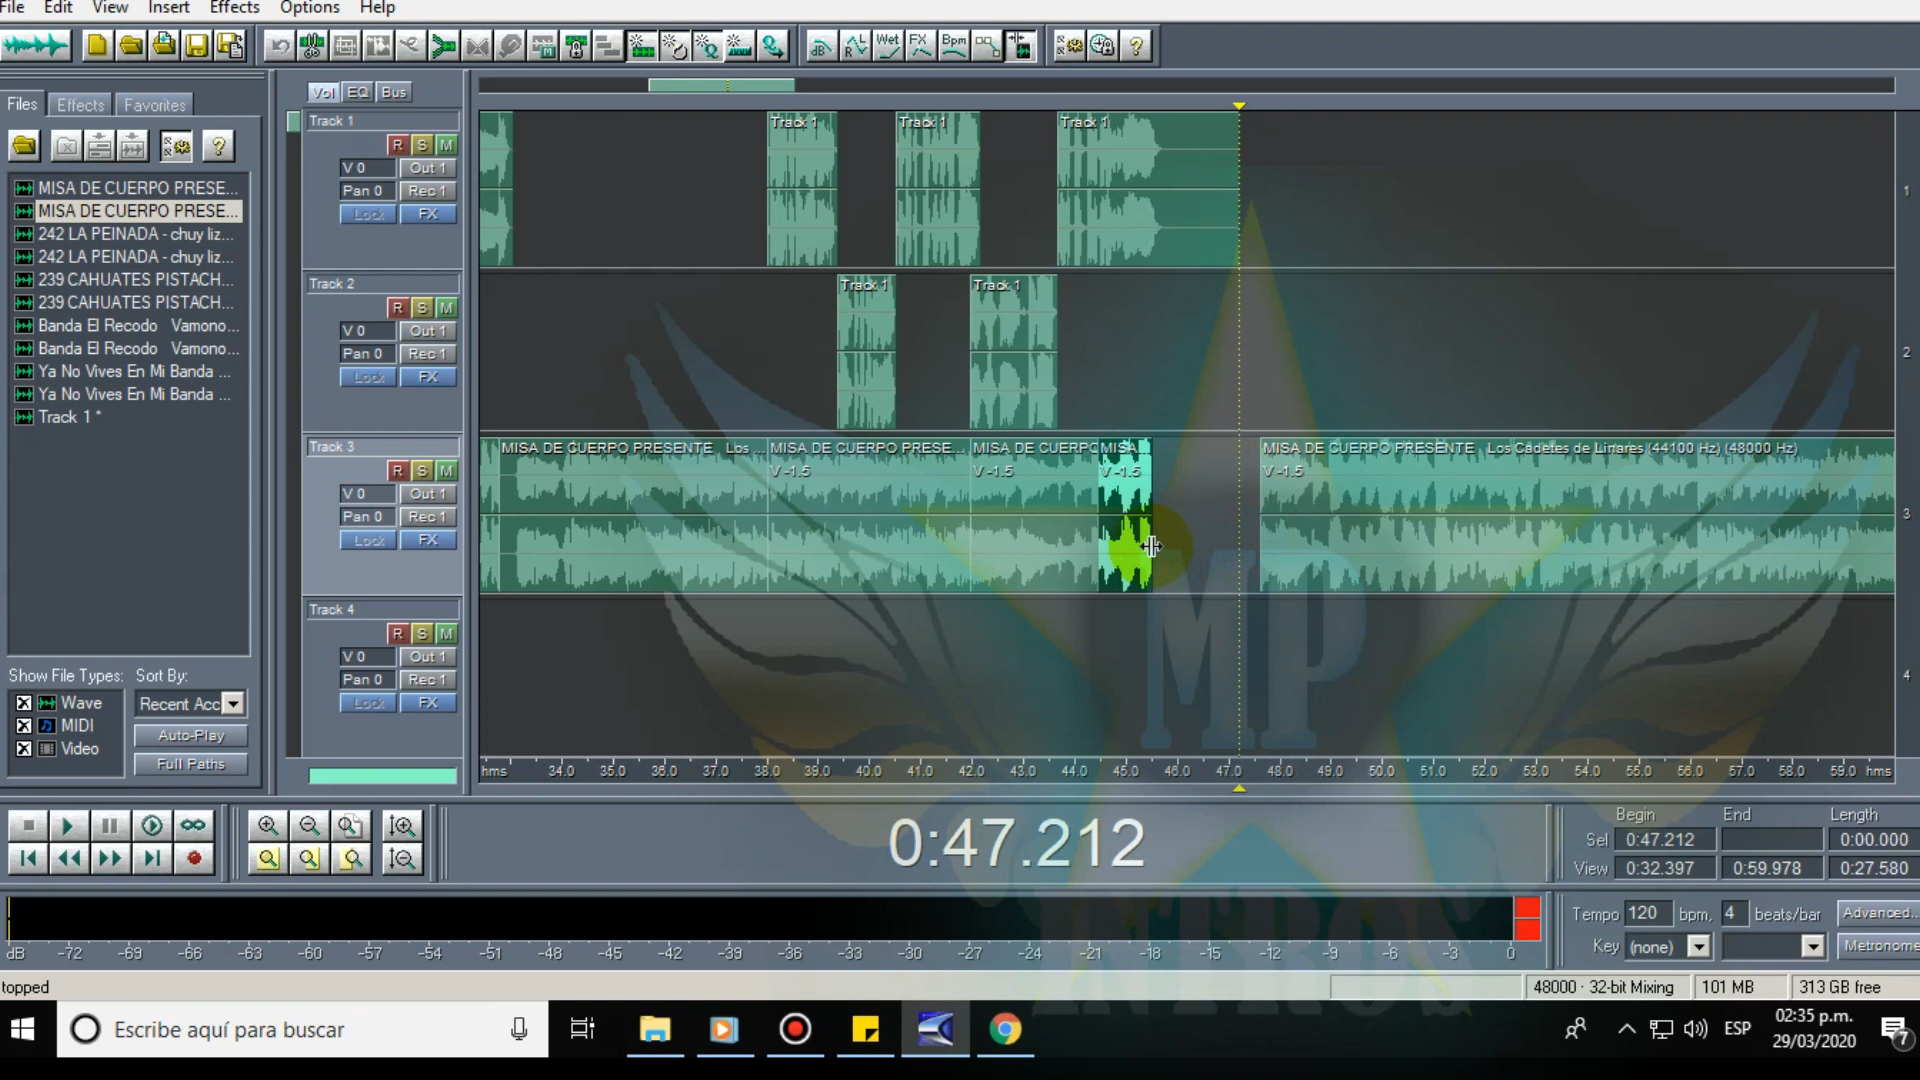 File Edit View Insert Effects Options Help
dB R L Wet FX Bpm ?
Files Effects Favorites
?
MISA DE CUERPO PRESE...
MISA DE CUERPO PRESE...
242 LA PEINADA - chuy liz...
242 LA PEINADA - chuy liz...
239 CAHUATES PISTACH...
239 CAHUATES PISTACH...
Banda El Recodo Vamono...
Banda El Recodo Vamono...
Ya No Vives En Mi Banda ...
Ya No Vives En Mi Banda ...
Track 1 *
Show File Types: Sort By:
Wave Recent Acc
MIDI Auto-Play
Video Full Paths
Vol EQ Bus
Track 1
R S M
V 0 Out 1
Pan 0 Rec 1
Lock FX
Track 2
R S M
V 0 Out 1
Pan 0 Rec 1
Lock FX
Track 3
R S M
V 0 Out 1
Pan 0 Rec 1
Lock FX
Track 4
R S M
V 0 Out 1
Pan 0 Rec 1
Lock FX
Track 1 Track 1 Track 1
1
Track 1 Track 1
2
MISA DE CUERPO PRESENTE Los ... MISA DE CUERPO PRESE... MISA DE CUERPO MISA... MISA DE CUERPO PRESENTE Los Cadetes de Linares (44100 Hz) (48000 Hz)
V -1.5 V -1.5 V -1.5 V -1.5
3
4
MP
INTROS
hms 34.0 35.0 36.0 37.0 38.0 39.0 40.0 41.0 42.0 43.0 44.0 45.0 46.0 47.0 48.0 49.0 50.0 51.0 52.0 53.0 54.0 55.0 56.0 57.0 58.0 59.0 hms
0:47.212
Begin End Length
Sel 0:47.212 0:00.000
View 0:32.397 0:59.978 0:27.580
Tempo 120 bpm, 4 beats/bar Advanced...
Key (none) Metronome
dB -72 -69 -66 -63 -60 -57 -54 -51 -48 -45 -42 -39 -36 -33 -30 -27 -24 -21 -18 -15 -12 -9 -6 -3 0
topped 48000 · 32-bit Mixing 101 MB 313 GB free
Escribe aquí para buscar
ESP 02:35 p.m.
29/03/2020
7